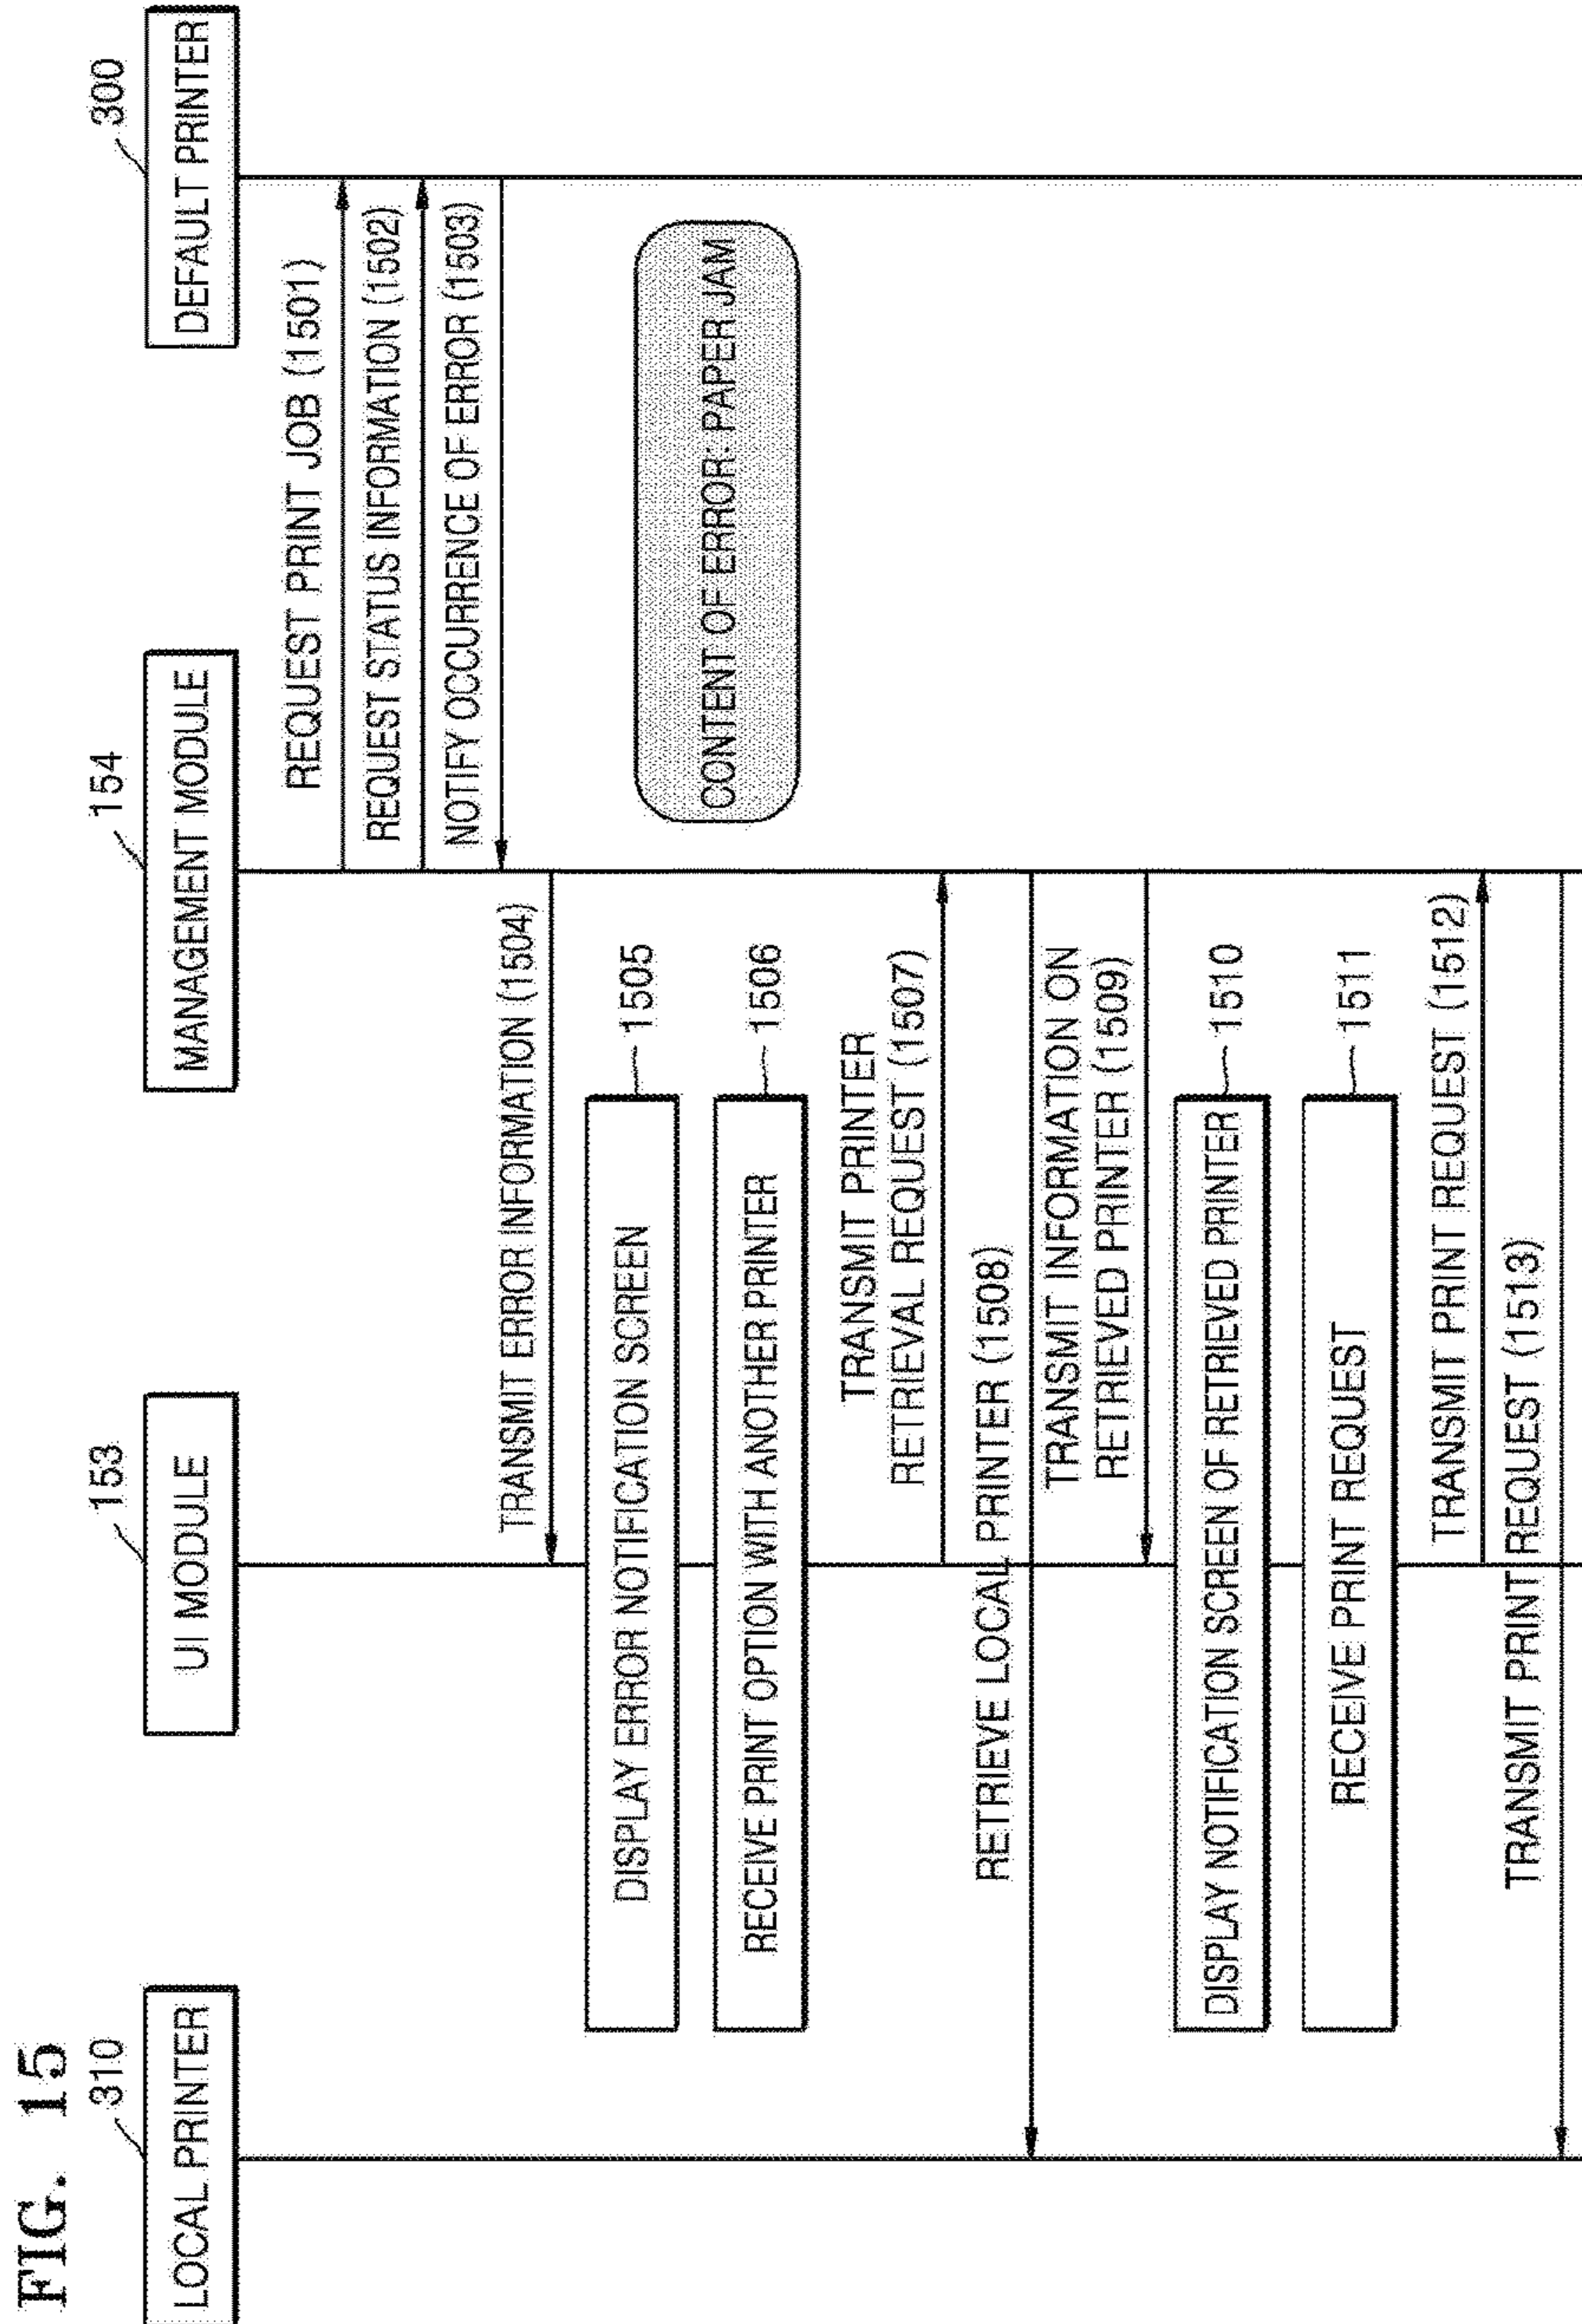 FIG. 15
310
153
154
300
LOCAL PRINTER
UI MODULE
MANAGEMENT MODULE
DEFAULT PRINTER
REQUEST PRINT JOB (1501)
REQUEST STATUS INFORMATION (1502)
NOTIFY OCCURRENCE OF ERROR (1503)
TRANSMIT ERROR INFORMATION (1504)
CONTENT OF ERROR: PAPER JAM
DISPLAY ERROR NOTIFICATION SCREEN
1505
RECEIVE PRINT OPTION WITH ANOTHER PRINTER
1506
TRANSMIT PRINTER
RETRIEVAL REQUEST (1507)
RETRIEVE LOCAL PRINTER (1508)
TRANSMIT INFORMATION ON
RETRIEVED PRINTER (1509)
DISPLAY NOTIFICATION SCREEN OF RETRIEVED PRINTER
1510
RECEIVE PRINT REQUEST
1511
TRANSMIT PRINT REQUEST (1512)
TRANSMIT PRINT REQUEST (1513)